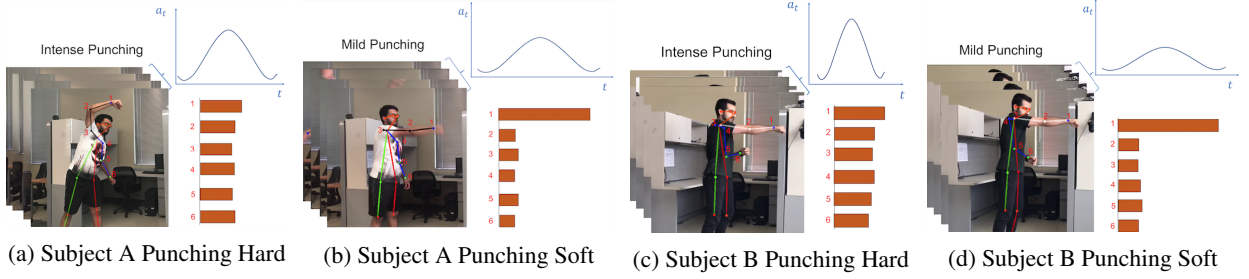 a_t
Intense Punching
t
1
2
3
4
5
6
Mild Punching
1
2
3
4
5
6
Intense Punching
a_t
t
1
2
3
4
5
6
Mild Punching
a_t
t
1
2
3
4
5
6
(a) Subject A Punching Hard
(b) Subject A Punching Soft
(c) Subject B Punching Hard
(d) Subject B Punching Soft